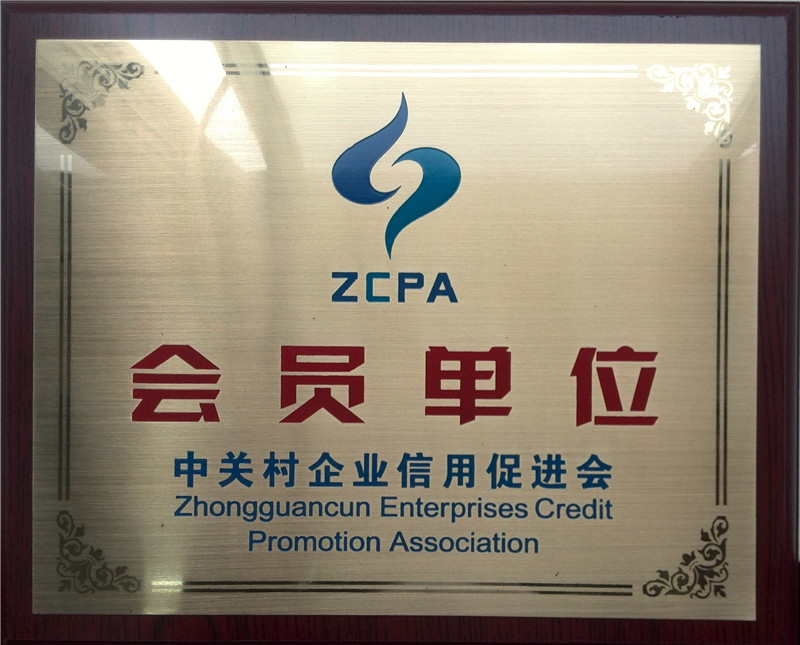 ZCPA
会员单位
中关村企业信用促进会
Zhongguancun Enterprises Credit
Promotion Association